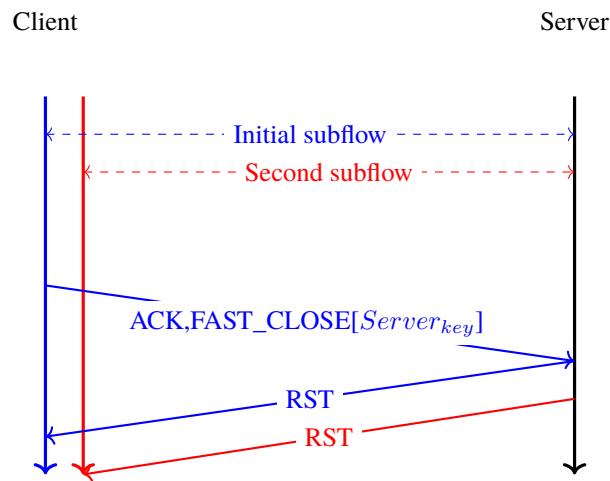 Client
Server
Initial subflow
Second subflow
ACK,FAST_CLOSE[Server_key]
RST
RST